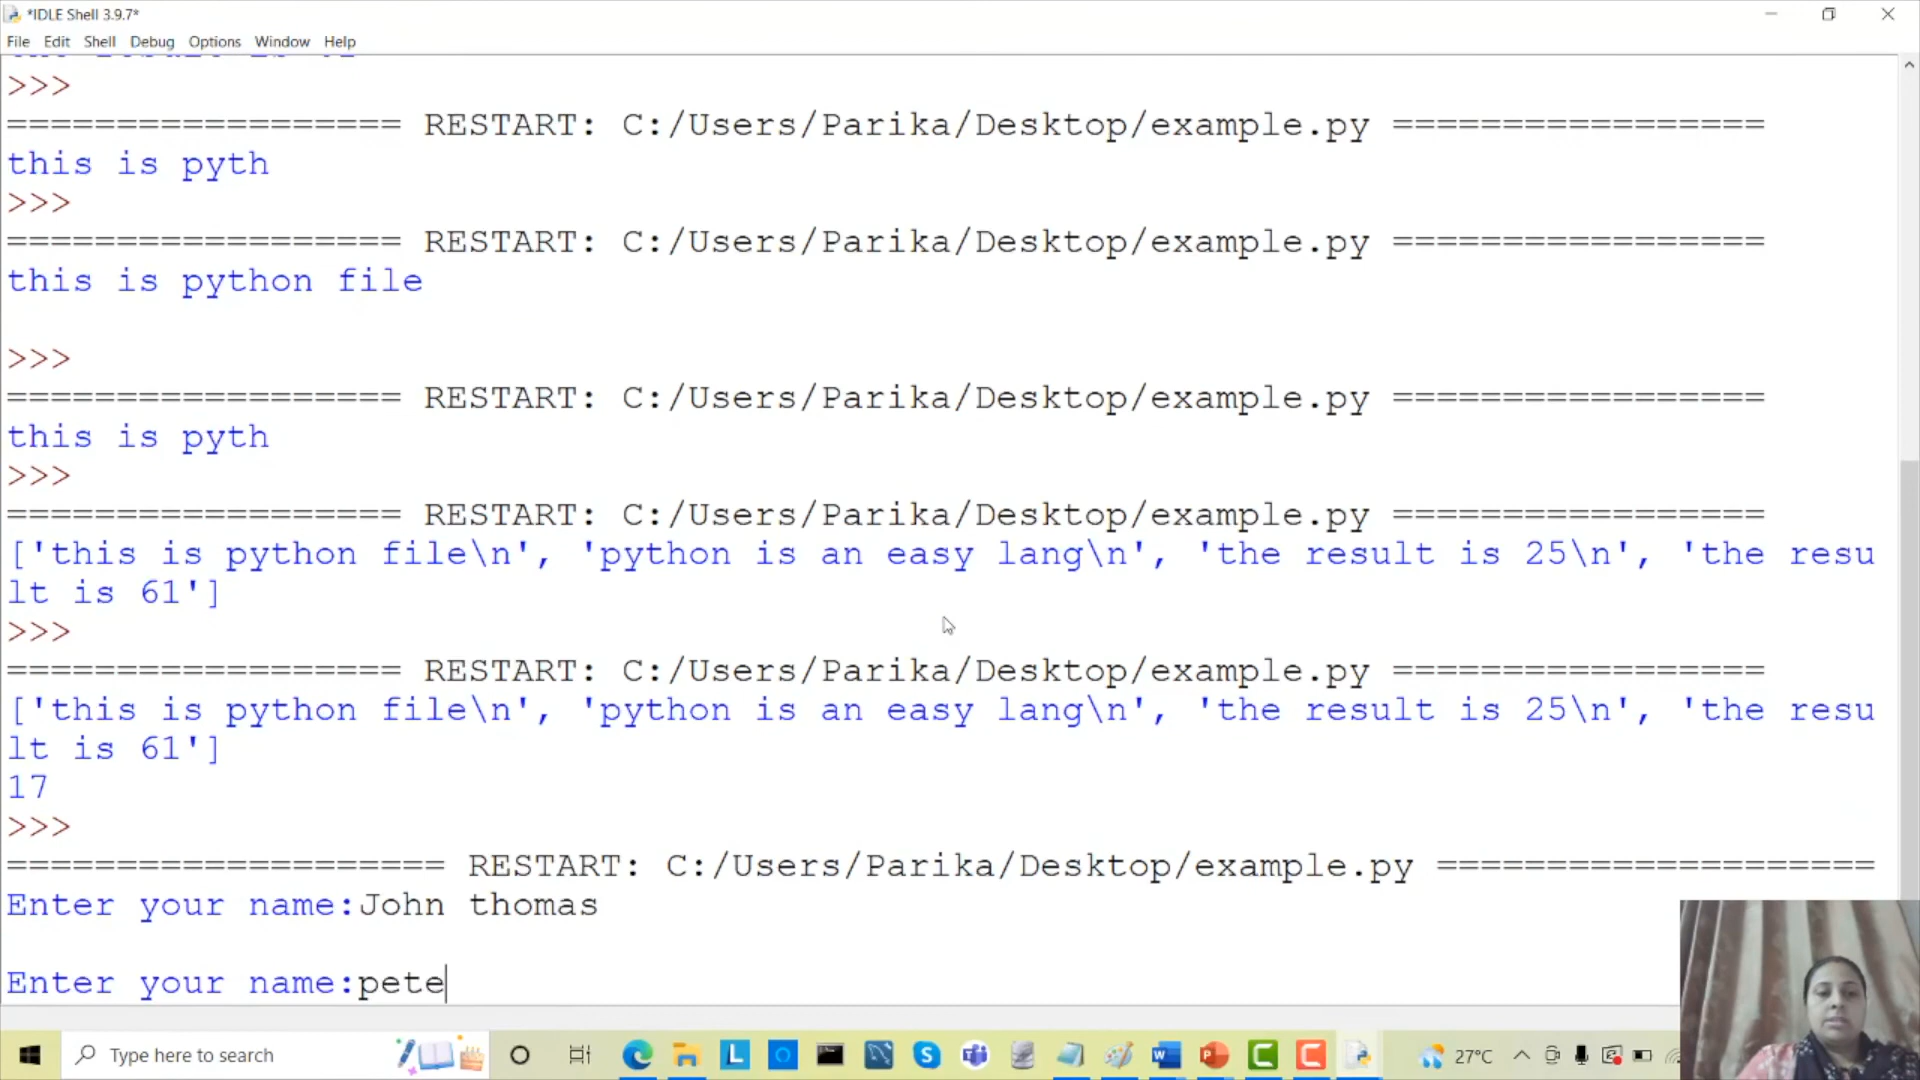 *IDLE Shell 3.9.7*
File Edit Shell Debug Options Window Help
>>>
================== RESTART: C:/Users/Parika/Desktop/example.py =================
this is pyth
>>>
================== RESTART: C:/Users/Parika/Desktop/example.py =================
this is python file
>>>
================== RESTART: C:/Users/Parika/Desktop/example.py =================
this is pyth
>>>
================== RESTART: C:/Users/Parika/Desktop/example.py =================
['this is python file\n', 'python is an easy lang\n', 'the result is 25\n', 'the resu
lt is 61']
>>>
================== RESTART: C:/Users/Parika/Desktop/example.py =================
['this is python file\n', 'python is an easy lang\n', 'the result is 25\n', 'the resu
lt is 61']
17
>>>
==================== RESTART: C:/Users/Parika/Desktop/example.py ====================
Enter your name:John thomas
Enter your name:pete
Type here to search
27°C